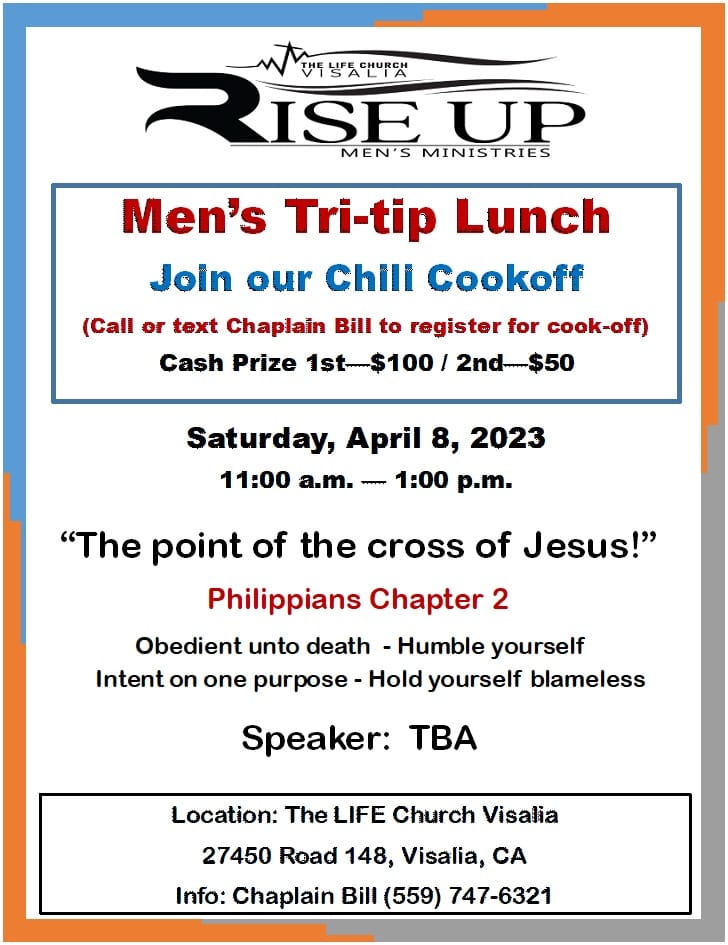 THE LIFE CHURCH
VISALIA
RISE UP
MEN'S MINISTRIES
Men's Tri-tip Lunch
Join our Chili Cookoff
(Call or text Chaplain Bill to register for cook-off)
Cash Prize 1st—$100 / 2nd—$50
Saturday, April 8, 2023
11:00 a.m. — 1:00 p.m.
“The point of the cross of Jesus!”
Philippians Chapter 2
Obedient unto death - Humble yourself
Intent on one purpose - Hold yourself blameless
Speaker: TBA
Location: The LIFE Church Visalia
27450 Road 148, Visalia, CA
Info: Chaplain Bill (559) 747-6321